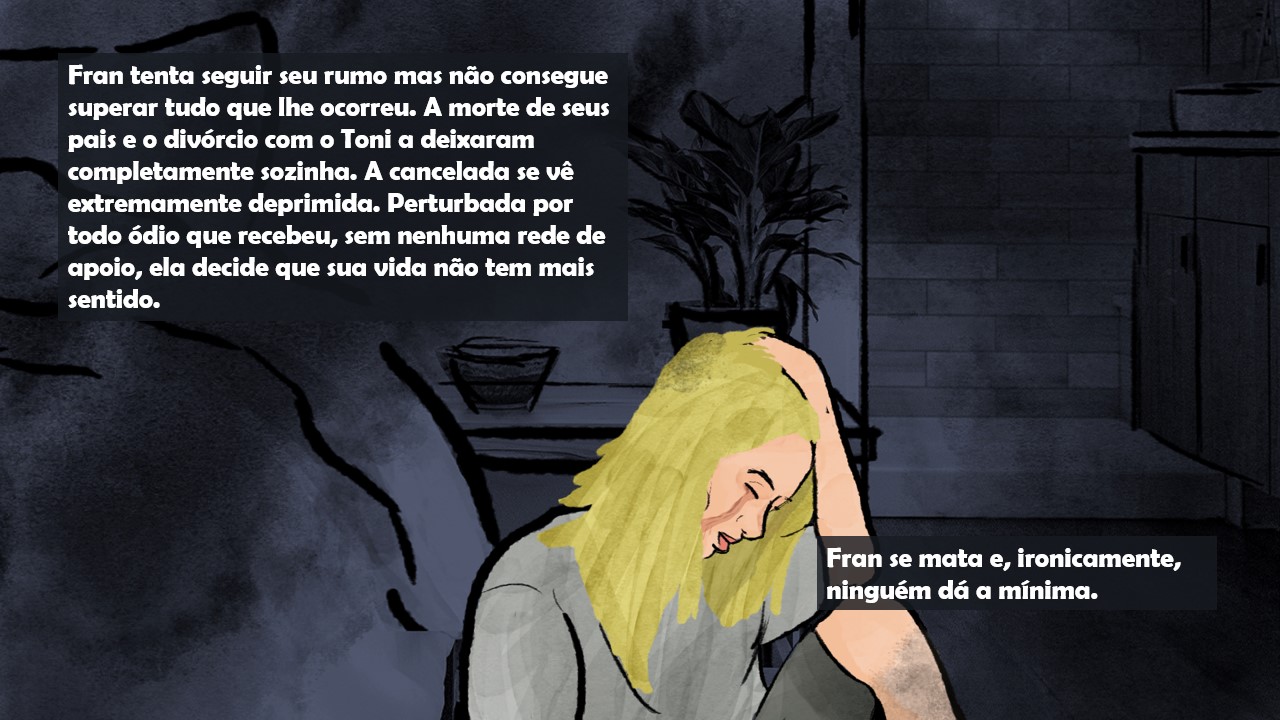 Fran tenta seguir seu rumo mas não consegue
superar tudo que lhe ocorreu. A morte de seus
pais e o divórcio com o Toni a deixaram
completamente sozinha. A cancelada se vê
extremamente deprimida. Perturbada por
todo ódio que recebeu, sem nenhuma rede de
apoio, ela decide que sua vida não tem mais
sentido.
Fran se mata e, ironicamente,
ninguém dá a mínima.